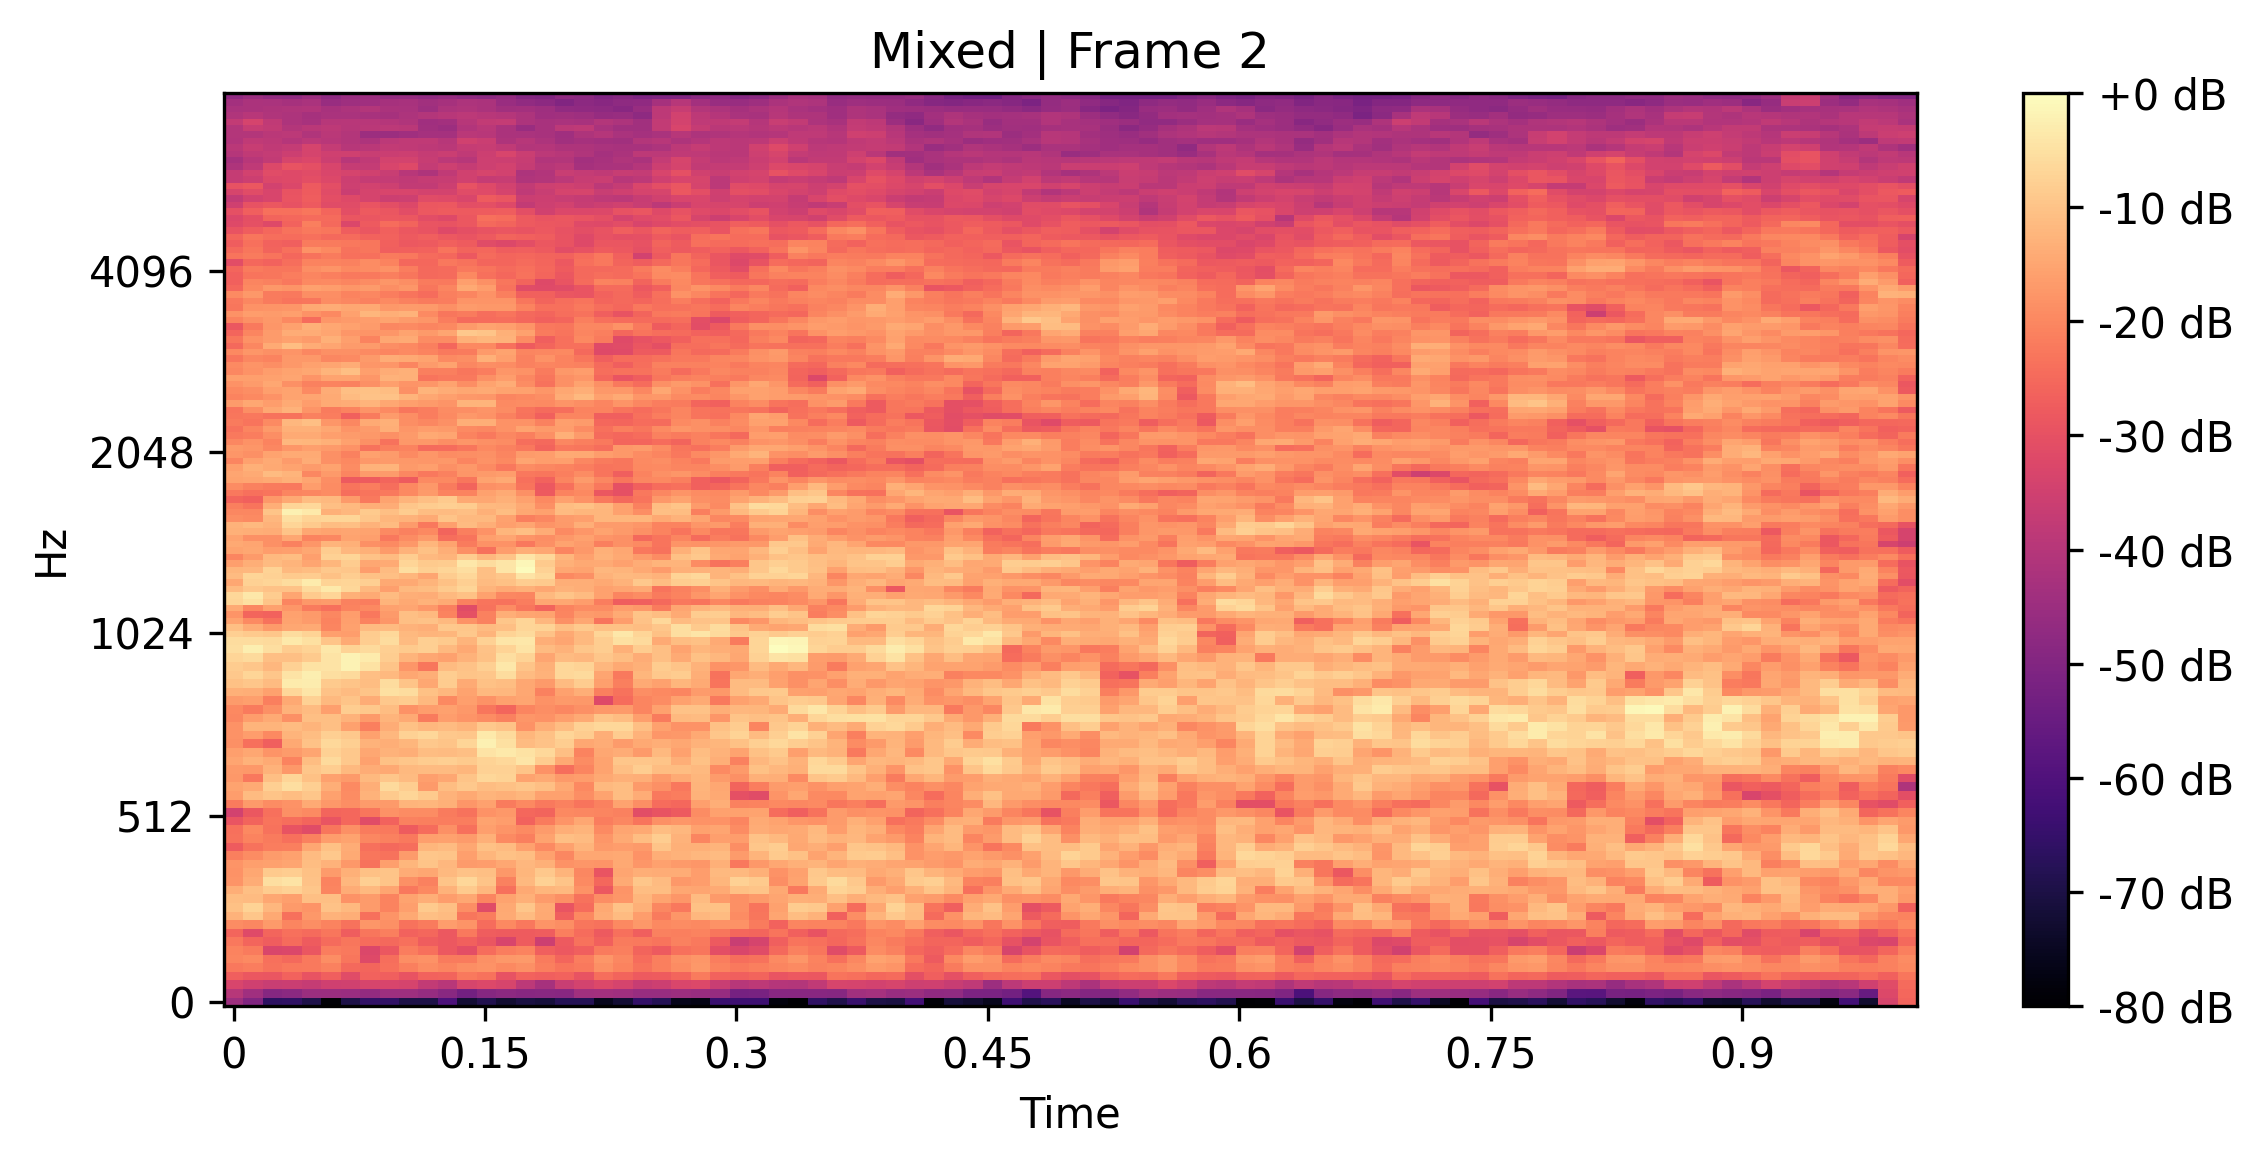 Mixed | Frame 2
+0 dB
-10 dB
4096
-20 dB
-30 dB
2048
Hz
-40 dB
1024
-50 dB
-60 dB
512
-70 dB
0
-80 dB
0 0.15 0.3 0.45 0.6 0.75 0.9
Time